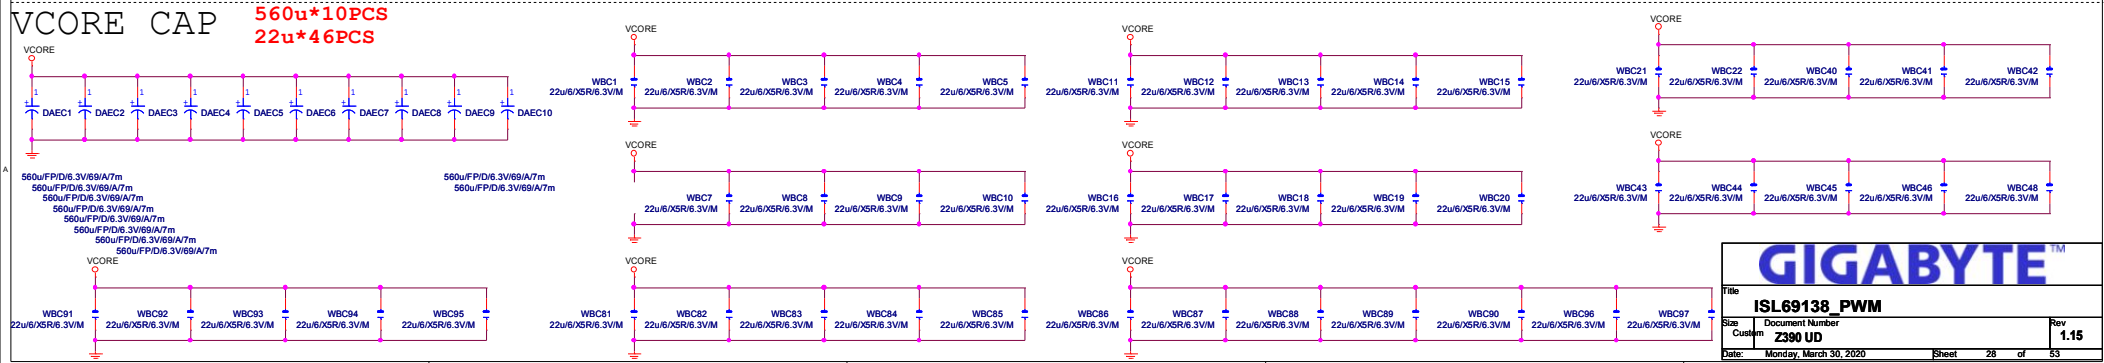 VCORE CAP
560u*10PCS
22u*46PCS
VCORE
1 1 1 1 1 1 1 1 1 1
+ + + + + + + + + +
DAEC1 DAEC2 DAEC3 DAEC4 DAEC5 DAEC6 DAEC7 DAEC8 DAEC9 DAEC10
560u/FP/D/6.3V/69/A/7m
560u/FP/D/6.3V/69/A/7m
560u/FP/D/6.3V/69/A/7m
560u/FP/D/6.3V/69/A/7m
560u/FP/D/6.3V/69/A/7m
560u/FP/D/6.3V/69/A/7m
560u/FP/D/6.3V/69/A/7m
560u/FP/D/6.3V/69/A/7m
560u/FP/D/6.3V/69/A/7m
560u/FP/D/6.3V/69/A/7m
A
VCORE
WBC1 WBC2 WBC3 WBC4 WBC5
22u/6/X5R/6.3V/M 22u/6/X5R/6.3V/M 22u/6/X5R/6.3V/M 22u/6/X5R/6.3V/M 22u/6/X5R/6.3V/M
VCORE
WBC11 WBC12 WBC13 WBC14 WBC15
22u/6/X5R/6.3V/M 22u/6/X5R/6.3V/M 22u/6/X5R/6.3V/M 22u/6/X5R/6.3V/M 22u/6/X5R/6.3V/M
VCORE
WBC21 WBC22 WBC40 WBC41 WBC42
22u/6/X5R/6.3V/M 22u/6/X5R/6.3V/M 22u/6/X5R/6.3V/M 22u/6/X5R/6.3V/M 22u/6/X5R/6.3V/M
VCORE
WBC7 WBC8 WBC9 WBC10
22u/6/X5R/6.3V/M 22u/6/X5R/6.3V/M 22u/6/X5R/6.3V/M 22u/6/X5R/6.3V/M
VCORE
WBC16 WBC17 WBC18 WBC19 WBC20
22u/6/X5R/6.3V/M 22u/6/X5R/6.3V/M 22u/6/X5R/6.3V/M 22u/6/X5R/6.3V/M 22u/6/X5R/6.3V/M
VCORE
WBC43 WBC44 WBC45 WBC46 WBC48
22u/6/X5R/6.3V/M 22u/6/X5R/6.3V/M 22u/6/X5R/6.3V/M 22u/6/X5R/6.3V/M 22u/6/X5R/6.3V/M
VCORE
WBC91 WBC92 WBC93 WBC94 WBC95
22u/6/X5R/6.3V/M 22u/6/X5R/6.3V/M 22u/6/X5R/6.3V/M 22u/6/X5R/6.3V/M 22u/6/X5R/6.3V/M
VCORE
WBC81 WBC82 WBC83 WBC84 WBC85
22u/6/X5R/6.3V/M 22u/6/X5R/6.3V/M 22u/6/X5R/6.3V/M 22u/6/X5R/6.3V/M 22u/6/X5R/6.3V/M
VCORE
WBC86 WBC87 WBC88 WBC89 WBC90 WBC96 WBC97
22u/6/X5R/6.3V/M 22u/6/X5R/6.3V/M 22u/6/X5R/6.3V/M 22u/6/X5R/6.3V/M 22u/6/X5R/6.3V/M 22u/6/X5R/6.3V/M 22u/6/X5R/6.3V/M
GIGABYTE™
Title
ISL69138_PWM
Size Document Number Rev
Custom Z390 UD 1.15
Date: Monday, March 30, 2020 Sheet 28 of 53